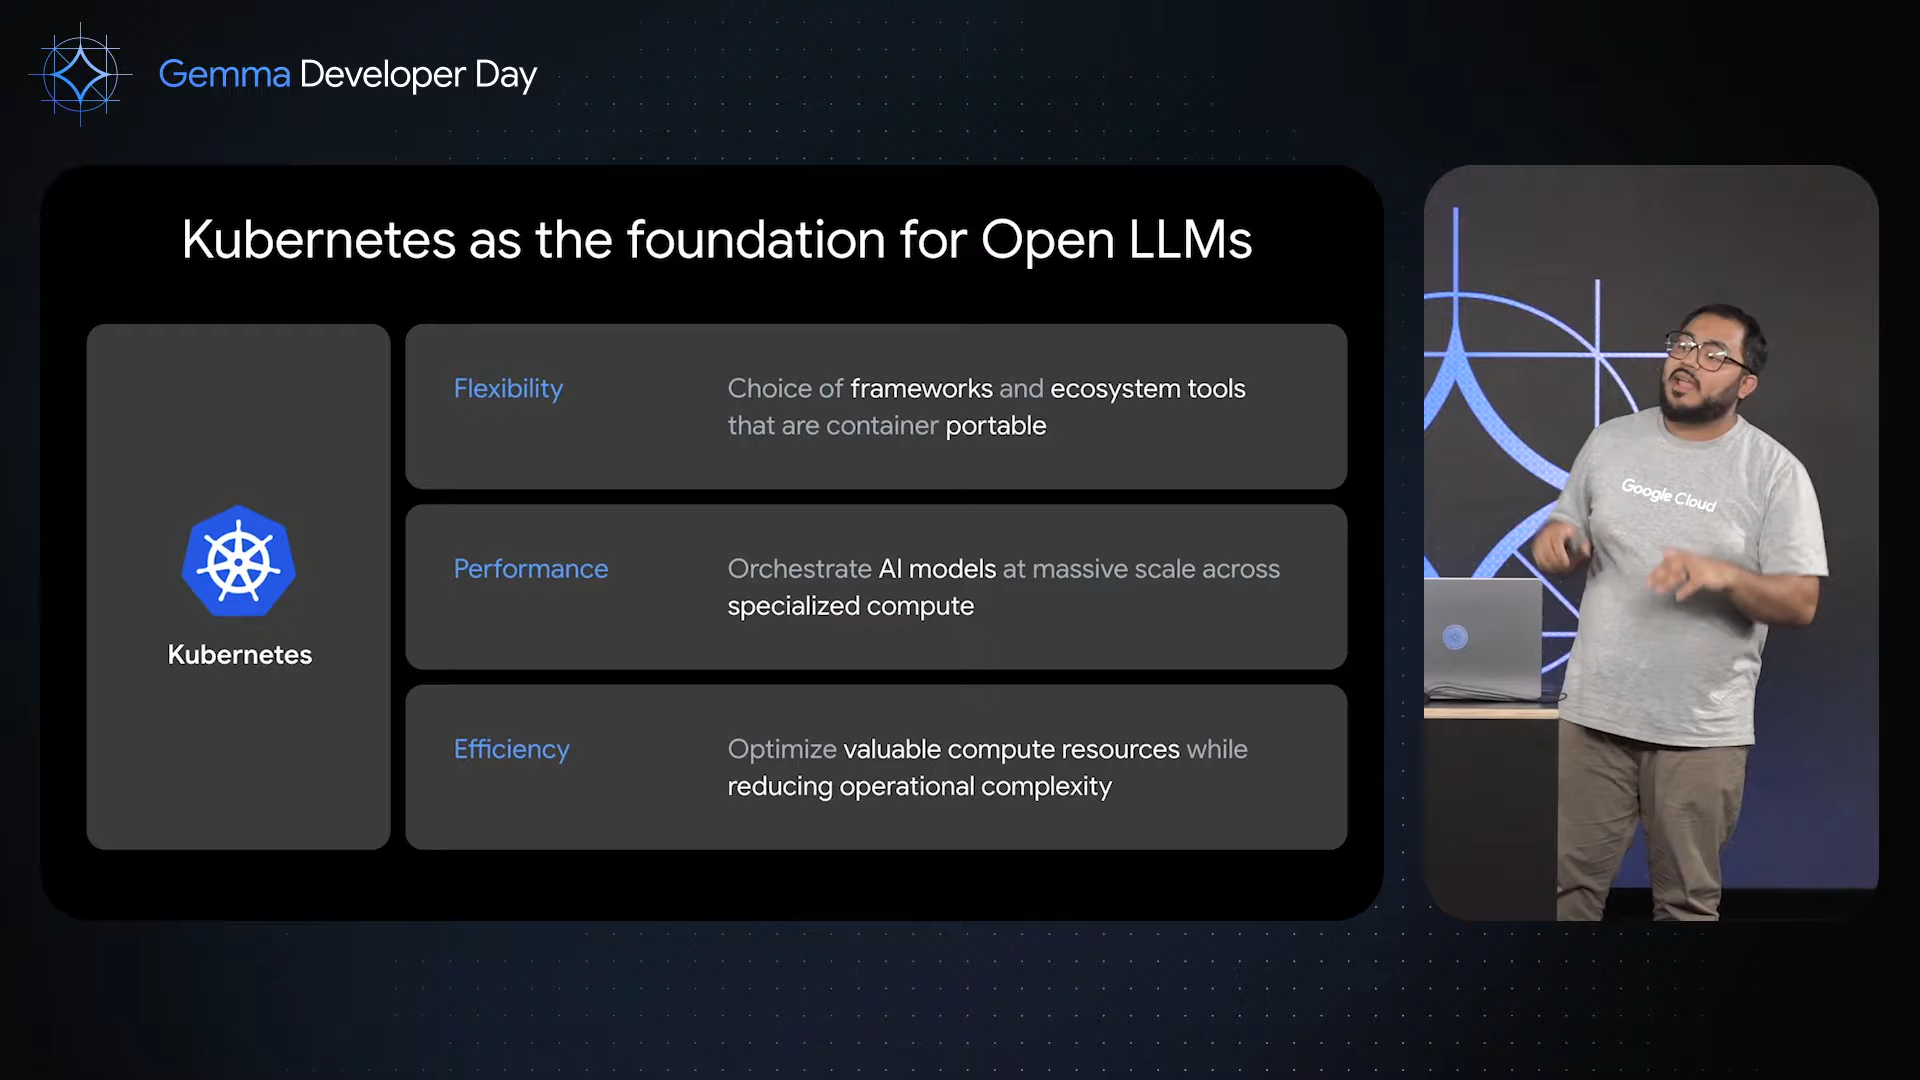 Gemma Developer Day
Kubernetes as the foundation for Open LLMs
Kubernetes
Flexibility
Choice of frameworks and ecosystem tools
that are container portable
Performance
Orchestrate AI models at massive scale across
specialized compute
Efficiency
Optimize valuable compute resources while
reducing operational complexity
Google Cloud